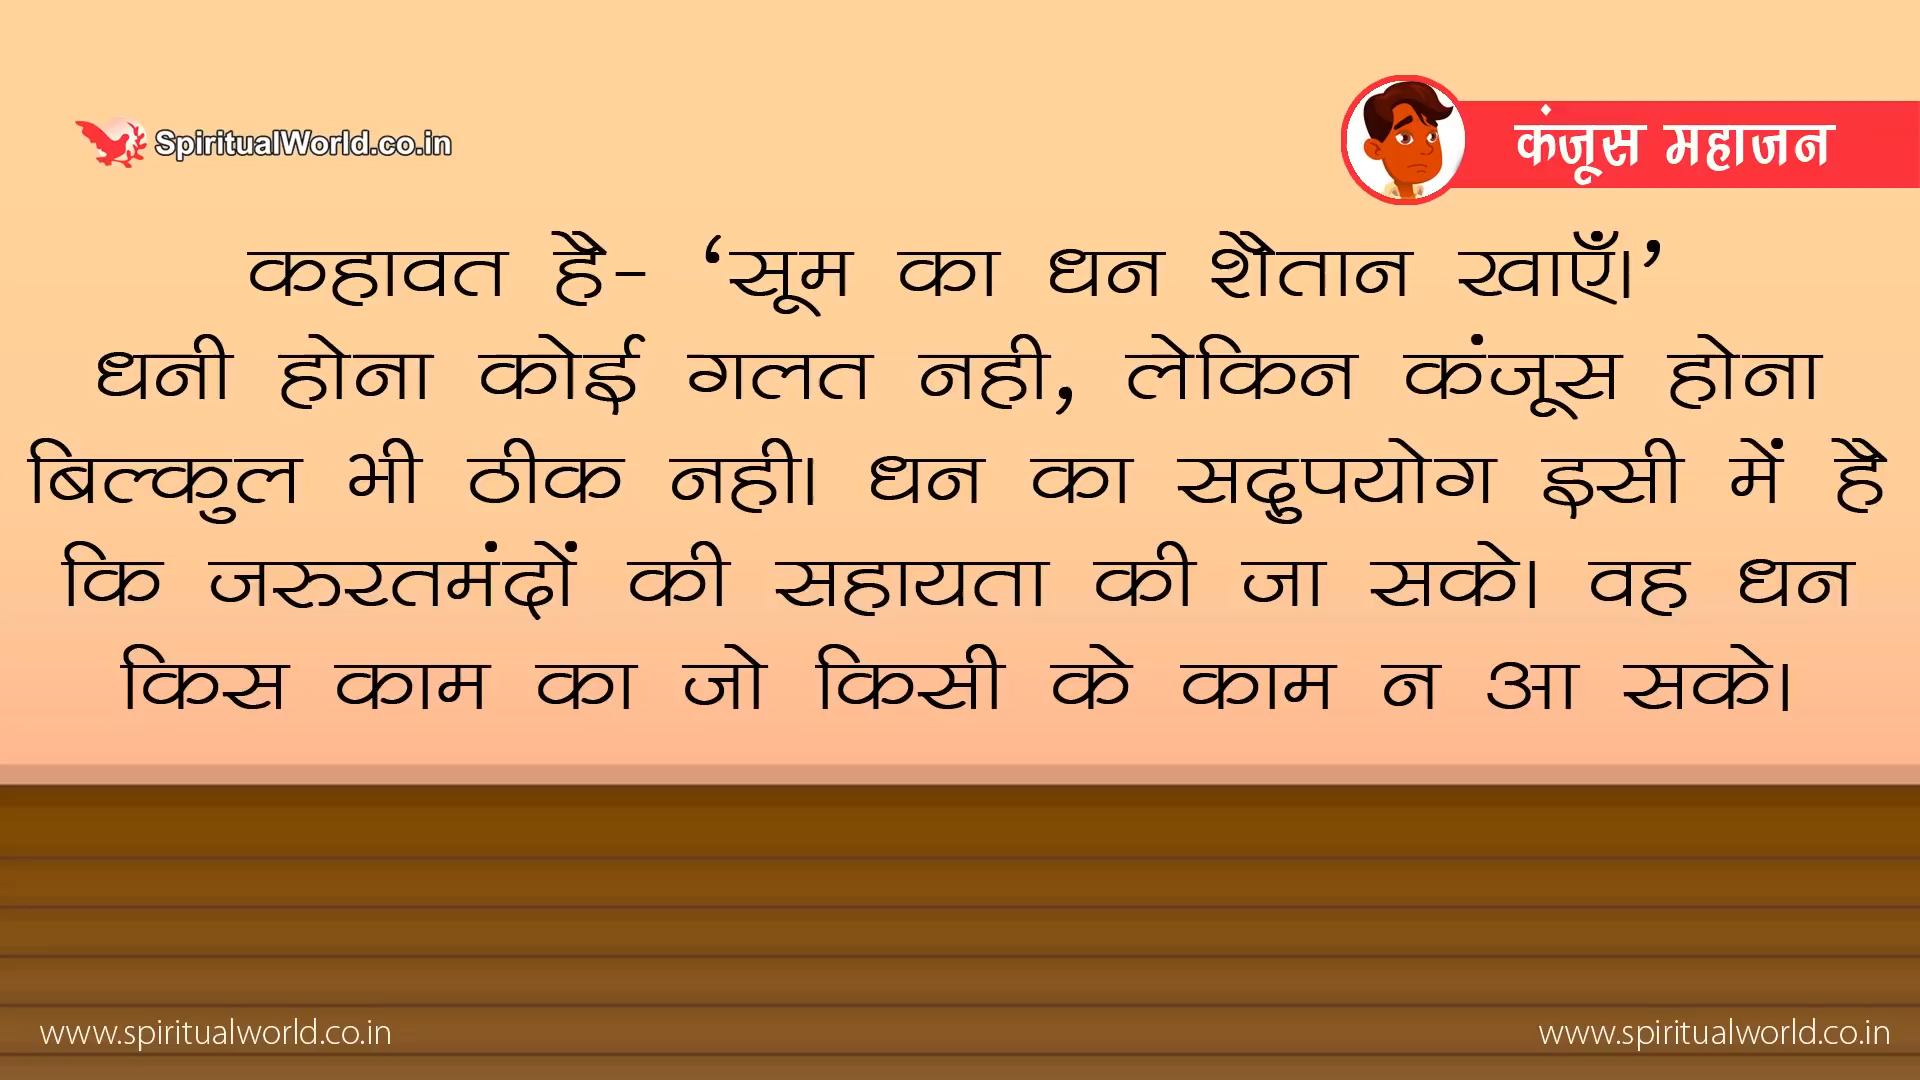 SpiritualWorld.co.in
कंजूस महाजन
कहावत है- ‘सूम का धन शैतान खाएँ।’
धनी होना कोई गलत नही, लेकिन कंजूस होना
बिल्कुल भी ठीक नही। धन का सदुपयोग इसी में है
कि जरुरतमंदों की सहायता की जा सके। वह धन
किस काम का जो किसी के काम न आ सके।
www.spiritualworld.co.in
www.spiritualworld.co.in